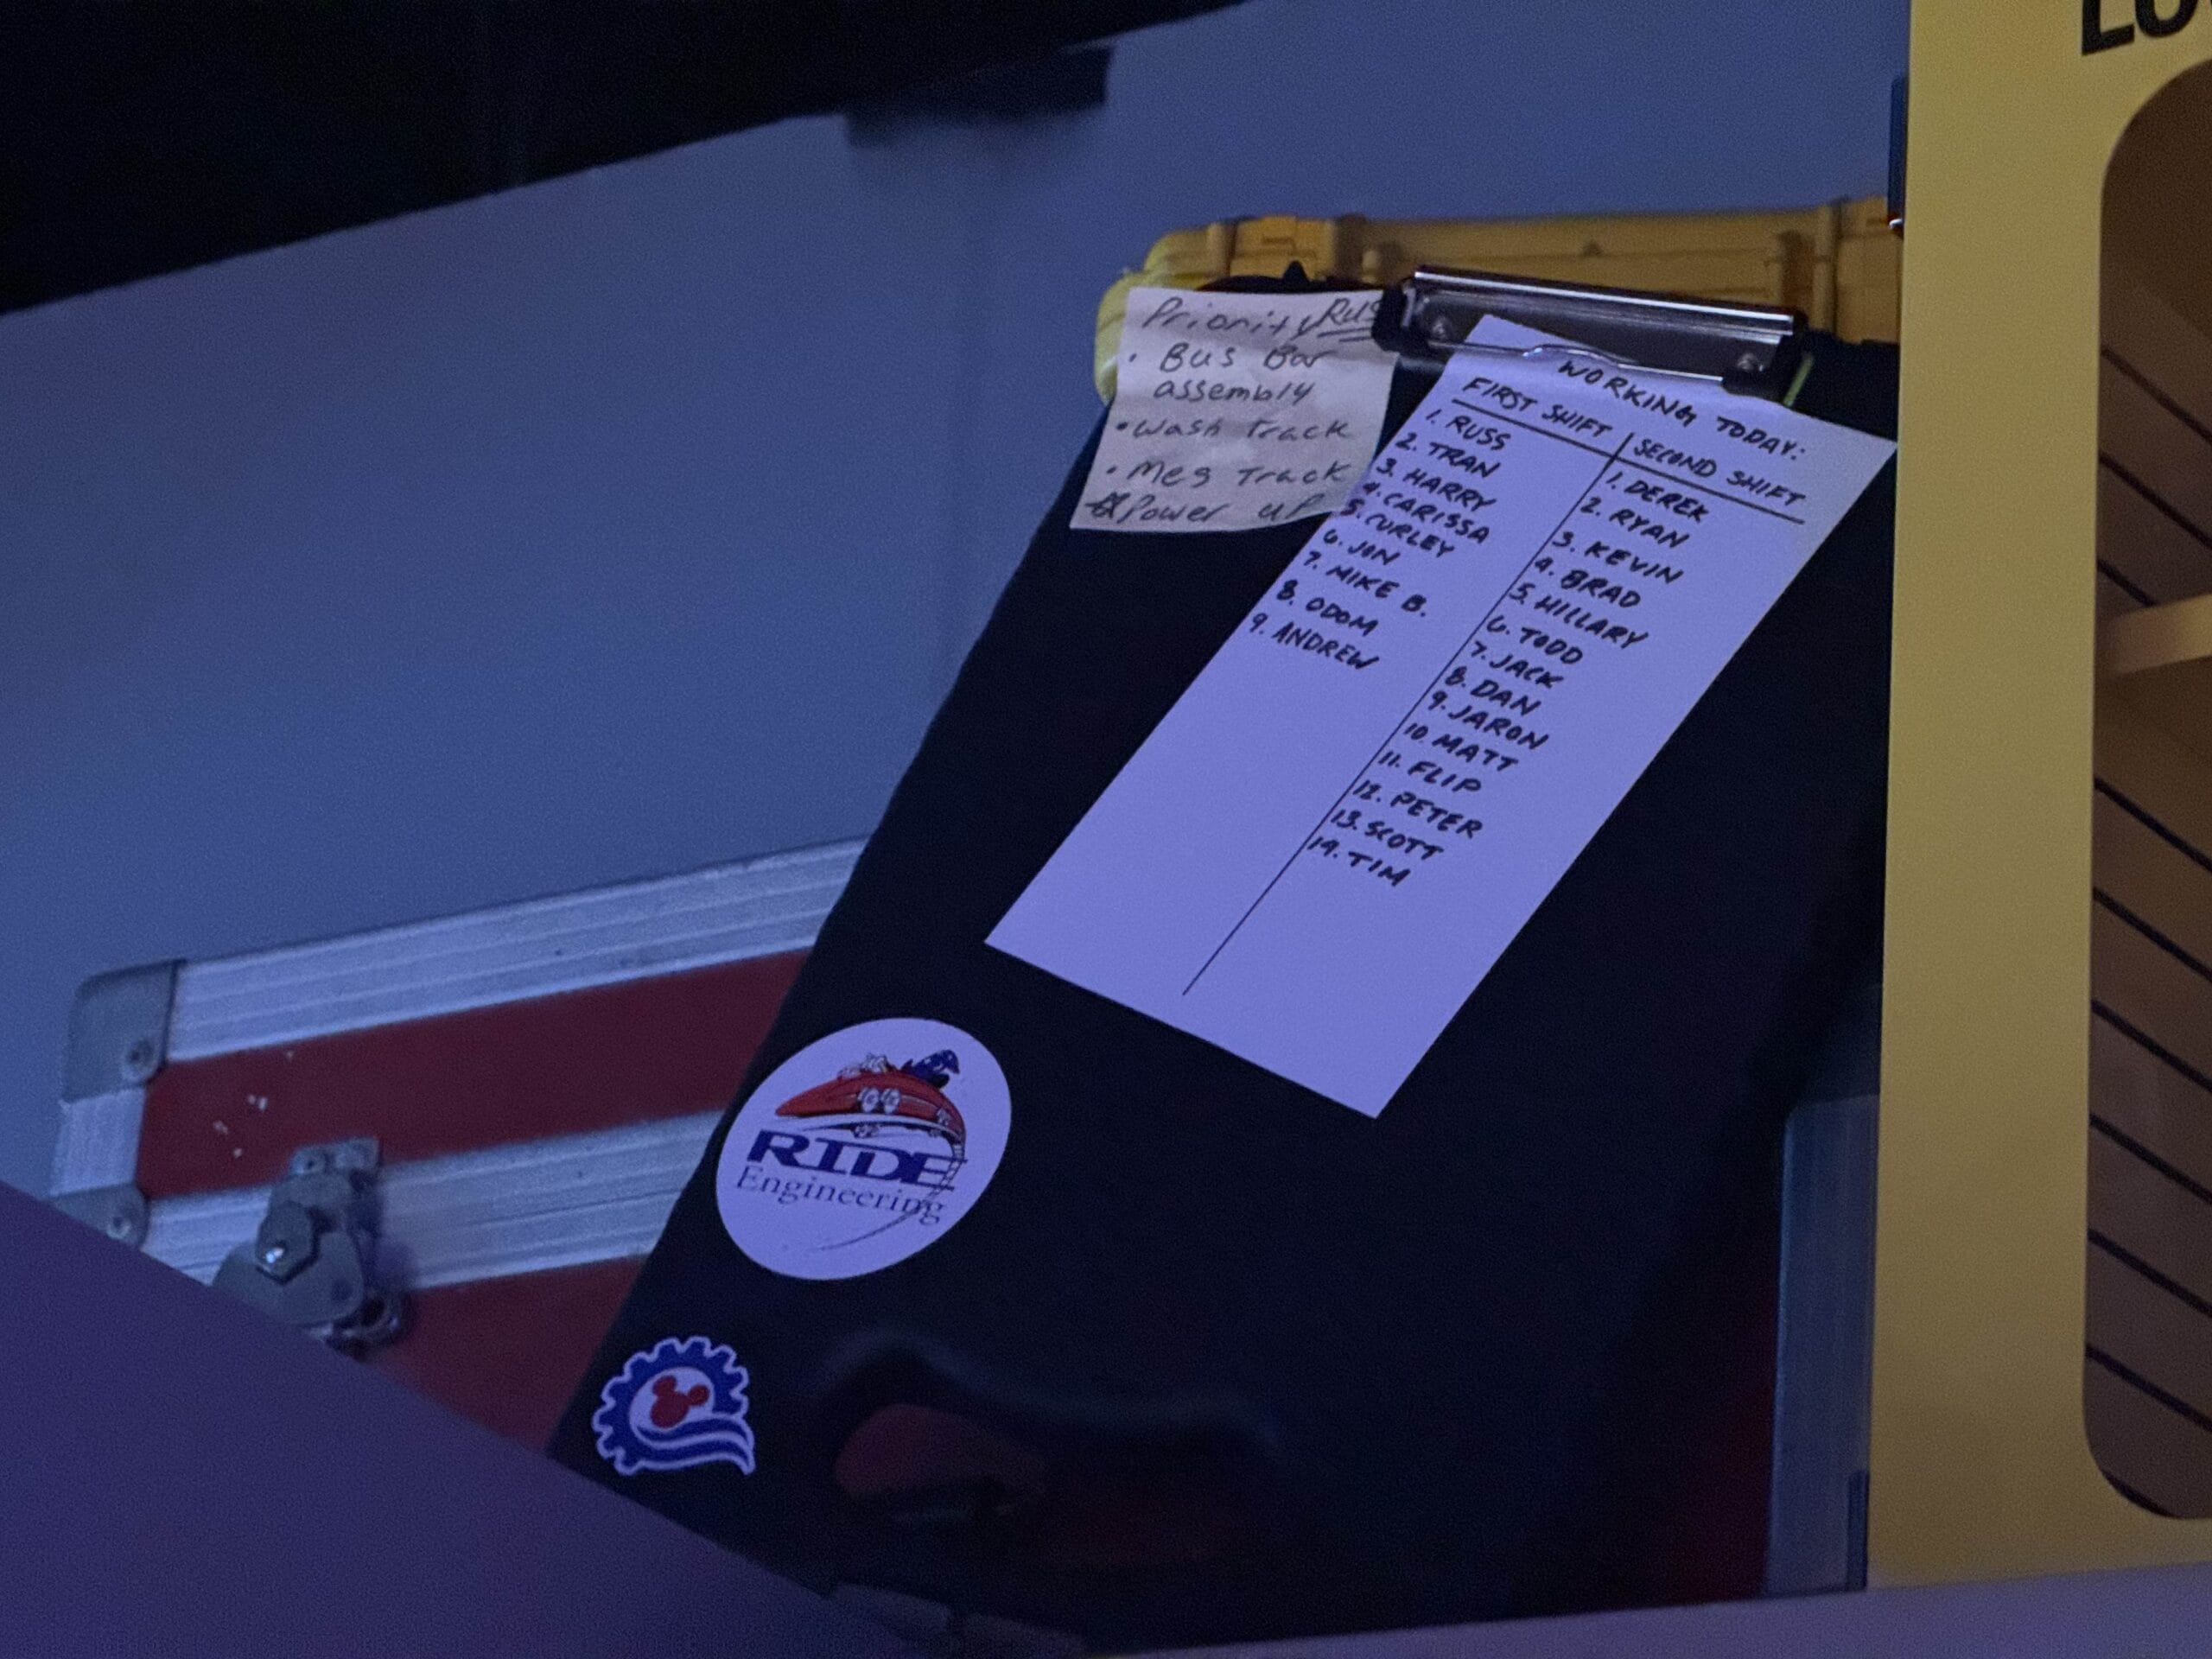 Priority Rus
• Bus Bar
assembly
• Wash Track
• Meg Track
Power up
WORKING TODAY:
FIRST SHIFT
1. RUSS
2. TRAN
3. HARRY
4. CARISSA
5. CURLEY
6. JON
7. MIKE B.
8. ODOM
9. ANDREW
SECOND SHIFT
1. DEREK
2. RYAN
3. KEVIN
4. BRAD
5. HILLARY
6. TODD
7. JACK
8. DAN
9. JARON
10. MATT
11. FLIP
12. PETER
13. SCOTT
14. TIM
RIDE
Engineering